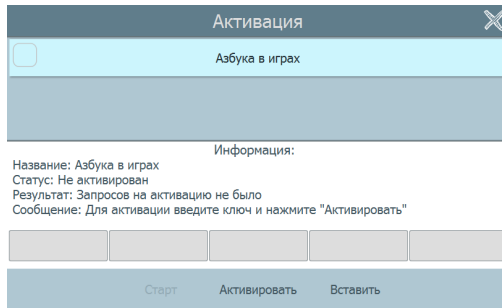 Активация
Азбука в играх
Информация:
Название: Азбука в играх
Статус: Не активирован
Результат: Запросов на активацию не было
Сообщение: Для активации введите ключ и нажмите "Активировать"
Старт Активировать Вставить